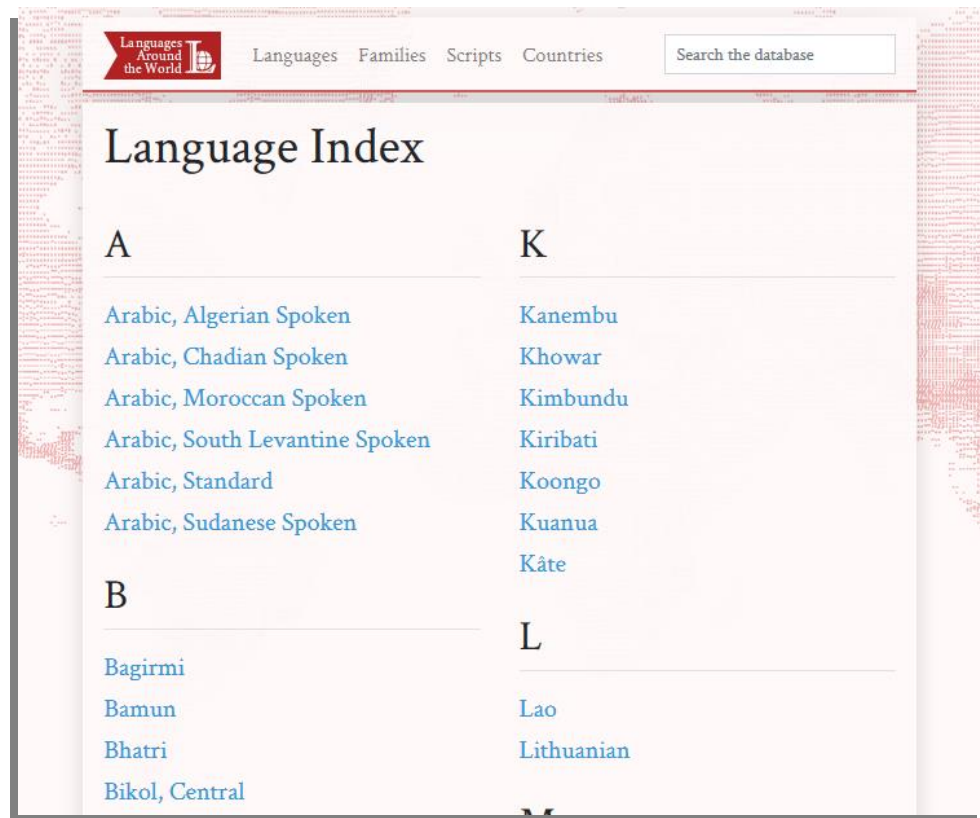 Languages
Around
the World
Languages Families Scripts Countries
Search the database
Language Index
A
Arabic, Algerian Spoken
Arabic, Chadian Spoken
Arabic, Moroccan Spoken
Arabic, South Levantine Spoken
Arabic, Standard
Arabic, Sudanese Spoken
B
Bagirmi
Bamun
Bhatri
Bikol, Central
K
Kanembu
Khowar
Kimbundu
Kiribati
Koongo
Kuanua
Kâte
L
Lao
Lithuanian